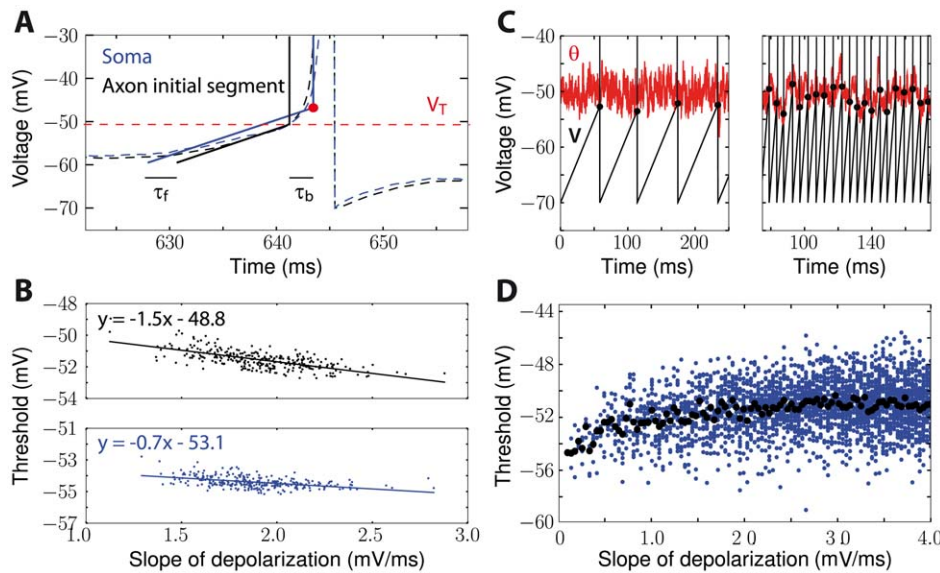 A
−30
−40
−50
−60
−70
Voltage (mV)
Soma
Axon initial segment
V_T
τ_f
τ_b
630
640
650
Time (ms)
C
−40
−50
−60
−70
Voltage (mV)
θ
V
0
100
200
Time (ms)
80
100
140
Time (ms)
B
−48
−50
−52
−54
y = -1.5x - 48.8
−51
−53
−55
−57
y = -0.7x - 53.1
Threshold (mV)
1.0
1.5
2.0
2.5
3.0
Slope of depolarization (mV/ms)
D
−44
−48
−52
−56
−60
Threshold (mV)
0
1.0
2 0
3.0
4.0
Slope of depolarization (mV/ms)